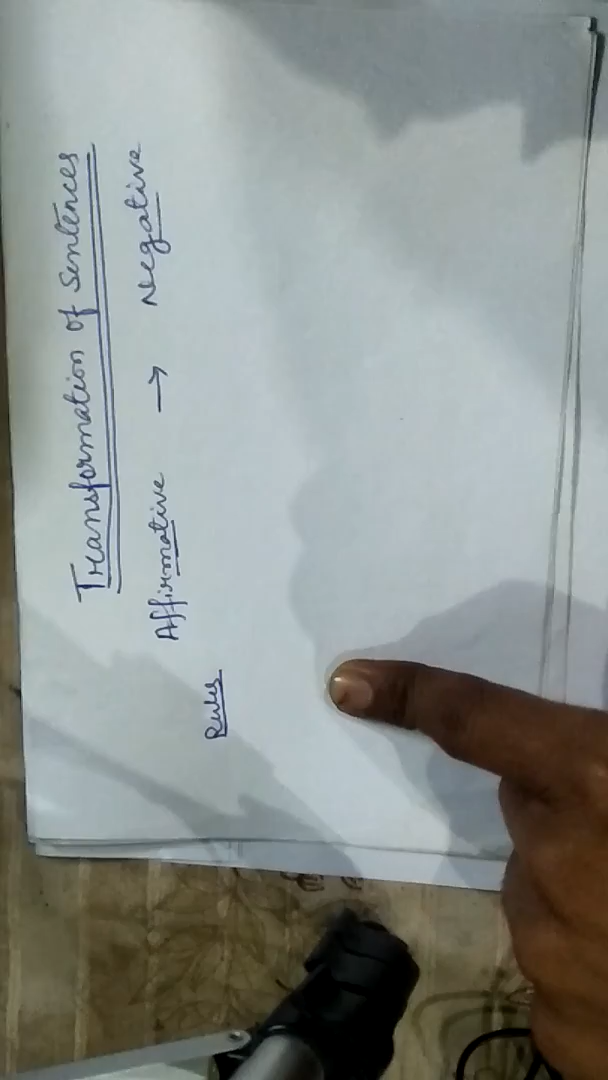 Transformation of Sentences
Affirmative → Negative
Rules